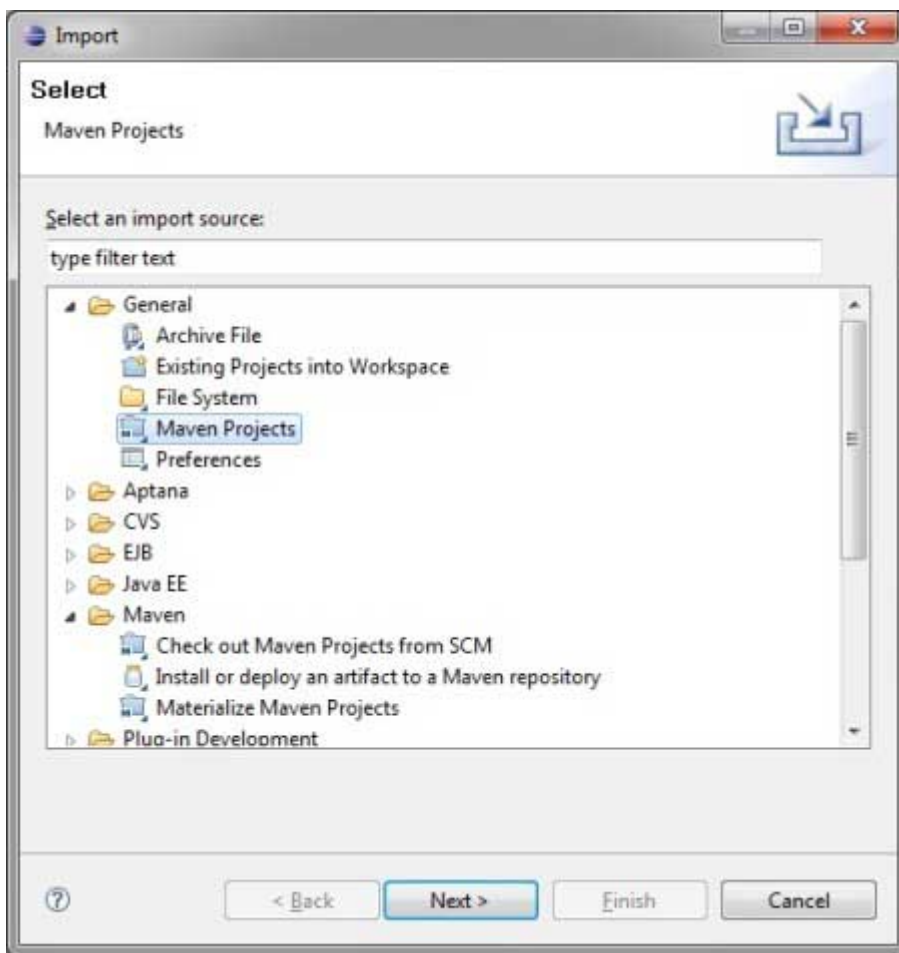 Import
Select
Maven Projects
Select an import source:
type filter text
General
Archive File
Existing Projects into Workspace
File System
Maven Projects
Preferences
Aptana
CVS
EJB
Java EE
Maven
Check out Maven Projects from SCM
Install or deploy an artifact to a Maven repository
Materialize Maven Projects
Plug-in Development
? < Back Next > Finish Cancel